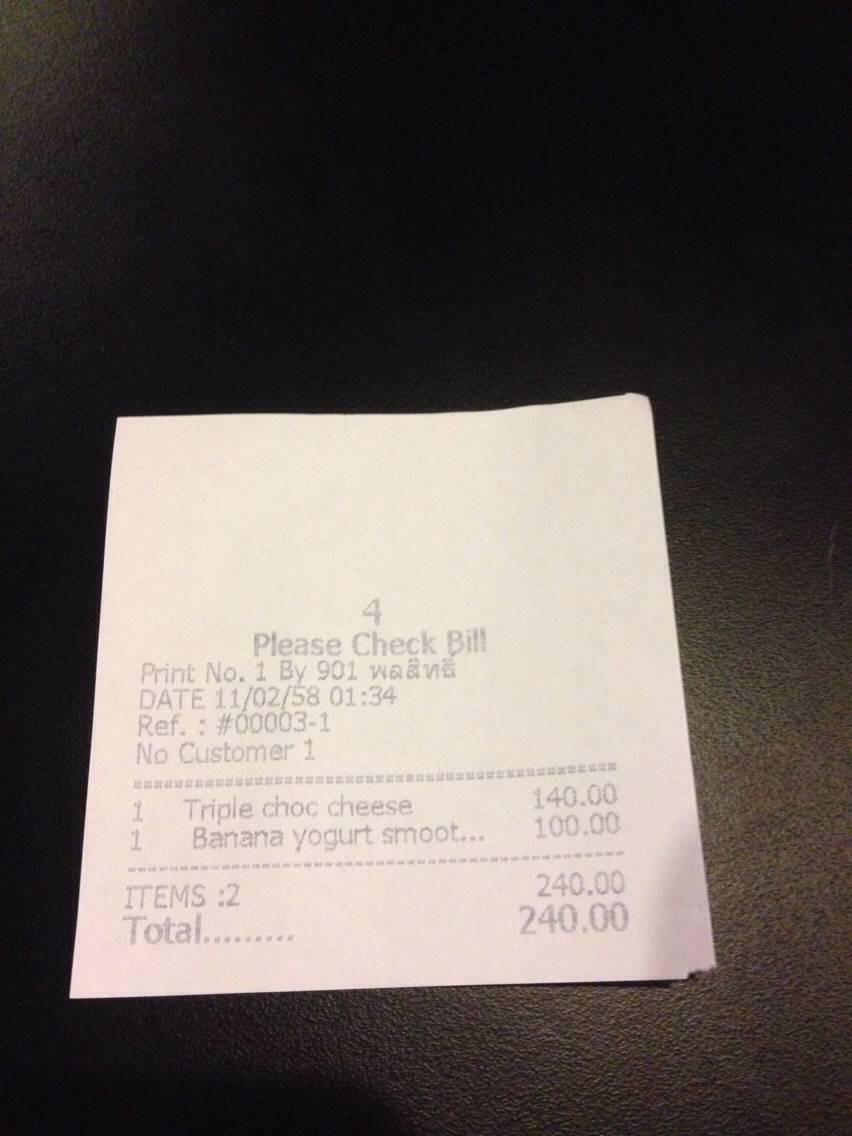 4
Please Check Bill
Print No. 1 By 901 พลสิทธิ์
DATE 11/02/58 01:34
Ref. : #00003-1
No Customer 1
1 Triple choc cheese 140.00
1 Banana yogurt smoot... 100.00
ITEMS :2 240.00
Total......... 240.00